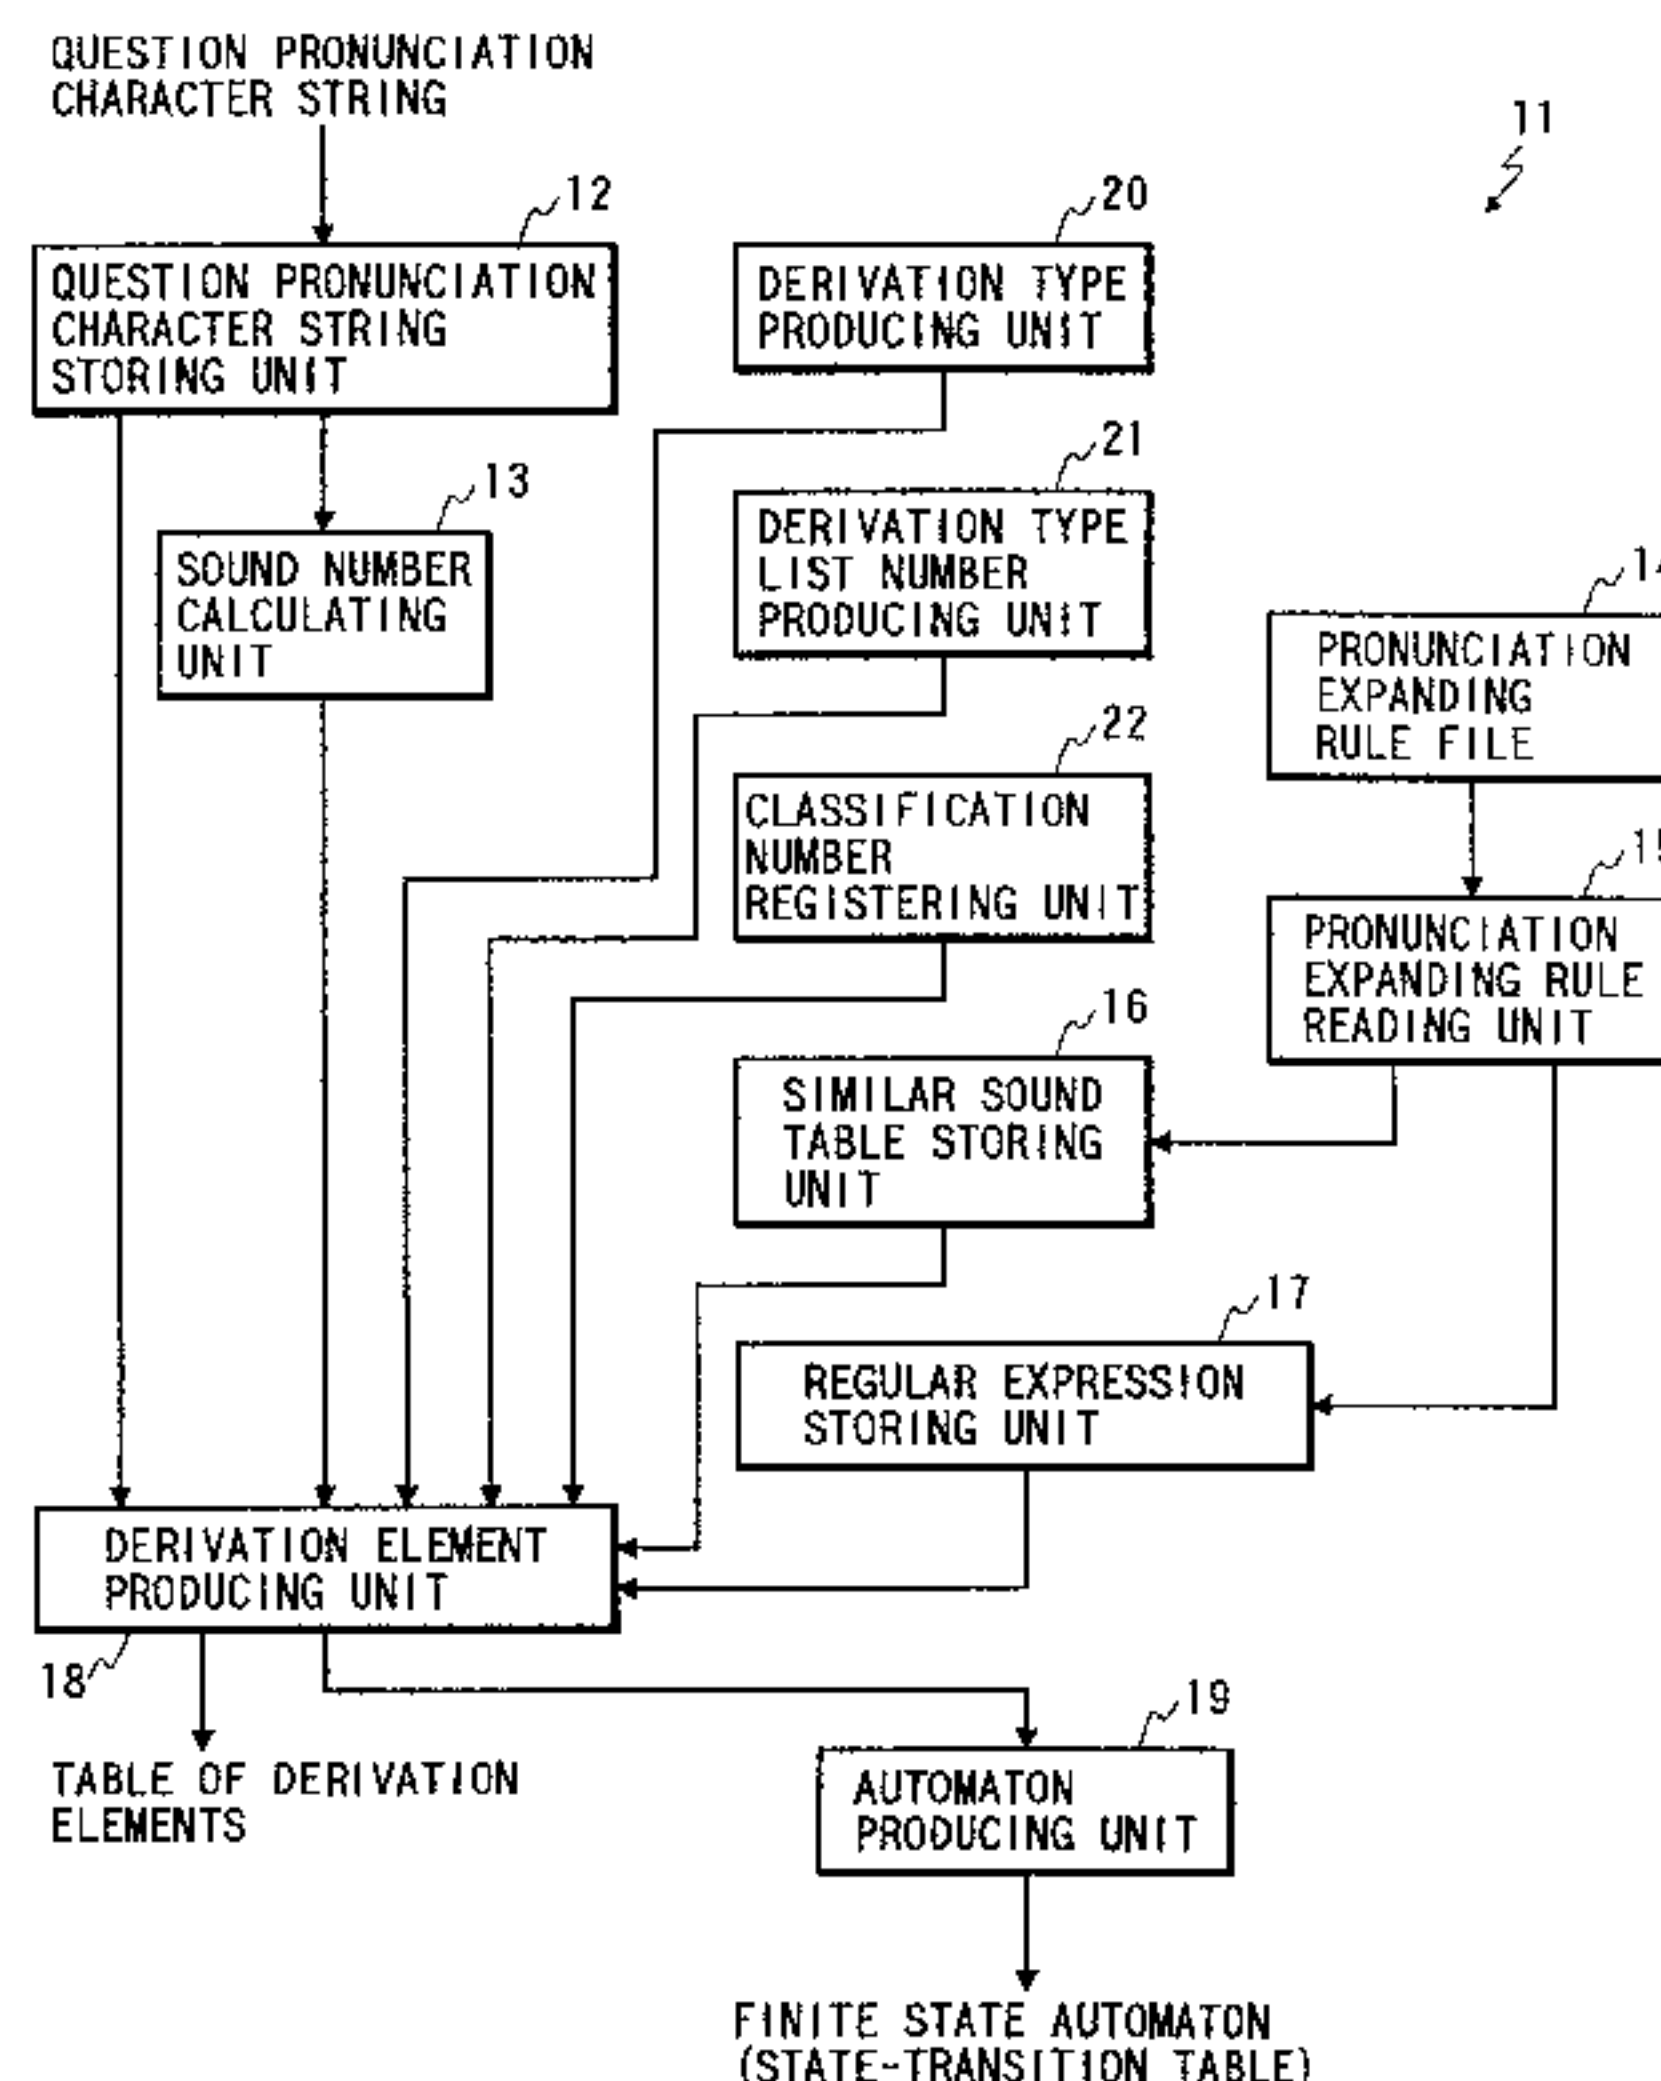 QUESTION PRONUNCIATION
CHARACTER STRING
11
12
QUESTION PRONUNCIATION
CHARACTER STRING
STORING UNIT
20
DERIVATION TYPE
PRODUCING UNIT
13
SOUND NUMBER
CALCULATING
UNIT
21
DERIVATION TYPE
LIST NUMBER
PRODUCING UNIT
14
PRONUNCIATION
EXPANDING
RULE FILE
22
CLASSIFICATION
NUMBER
REGISTERING UNIT
15
PRONUNCIATION
EXPANDING RULE
READING UNIT
16
SIMILAR SOUND
TABLE STORING
UNIT
17
REGULAR EXPRESSION
STORING UNIT
DERIVATION ELEMENT
PRODUCING UNIT
18
TABLE OF DERIVATION
ELEMENTS
19
AUTOMATON
PRODUCING UNIT
FINITE STATE AUTOMATON
(STATE-TRANSITION TABLE)